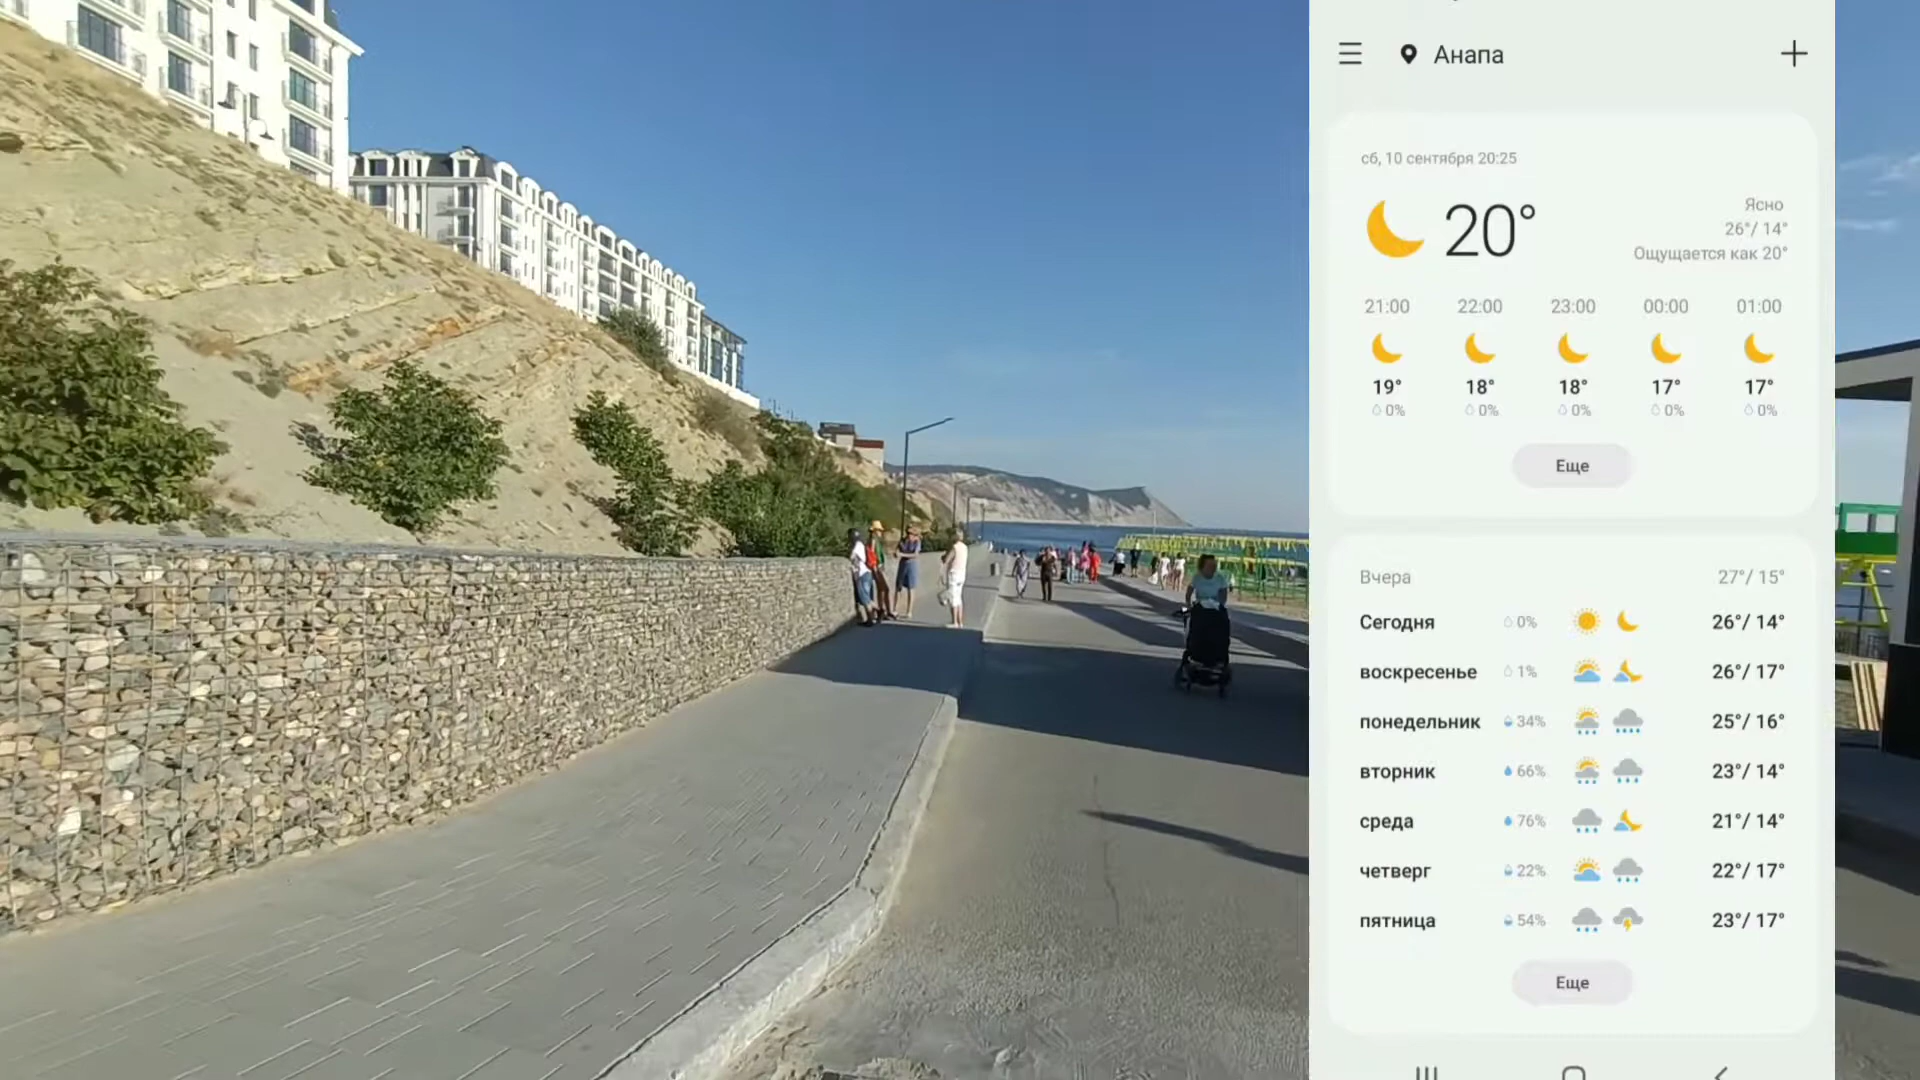 Анапа
сб, 10 сентября 20:25
20°
Ясно
26°/ 14°
Ощущается как 20°
21:00 22:00 23:00 00:00 01:00
19° 18° 18° 17° 17°
0% 0% 0% 0% 0%
Еще
Вчера 27°/ 15°
Сегодня 0% 26°/ 14°
воскресенье 1% 26°/ 17°
понедельник 34% 25°/ 16°
вторник 66% 23°/ 14°
среда 76% 21°/ 14°
четверг 22% 22°/ 17°
пятница 54% 23°/ 17°
Еще